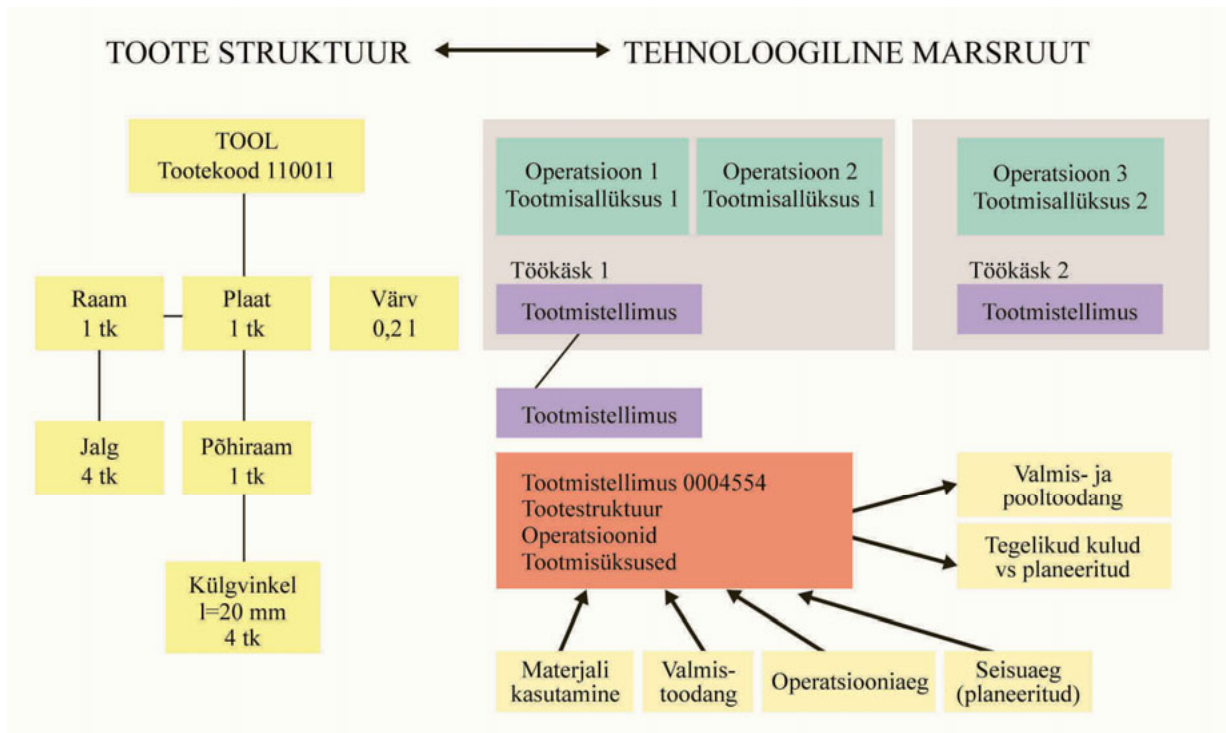 TOOTE STRUKTUUR
TEHNOLOOGILINE MARSRUUT
TOOL
Tootekood 110011
Raam
1 tk
Plaat
1 tk
Värv
0,2 l
Jalg
4 tk
Põhiraam
1 tk
Külgvinkel
l=20 mm
4 tk
Operatsioon 1
Tootmisallüksus 1
Operatsioon 2
Tootmisallüksus 1
Töökäsk 1
Tootmistellimus
Operatsioon 3
Tootmisallüksus 2
Töökäsk 2
Tootmistellimus
Tootmistellimus
Tootmistellimus 0004554
Tootestruktuur
Operatsioonid
Tootmisüksused
Valmis- ja
pooltoodang
Tegelikud kulud
vs planeeritud
Materjali
kasutamine
Valmis-
toodang
Operatsiooniaeg
Seisuaeg
(planeeritud)